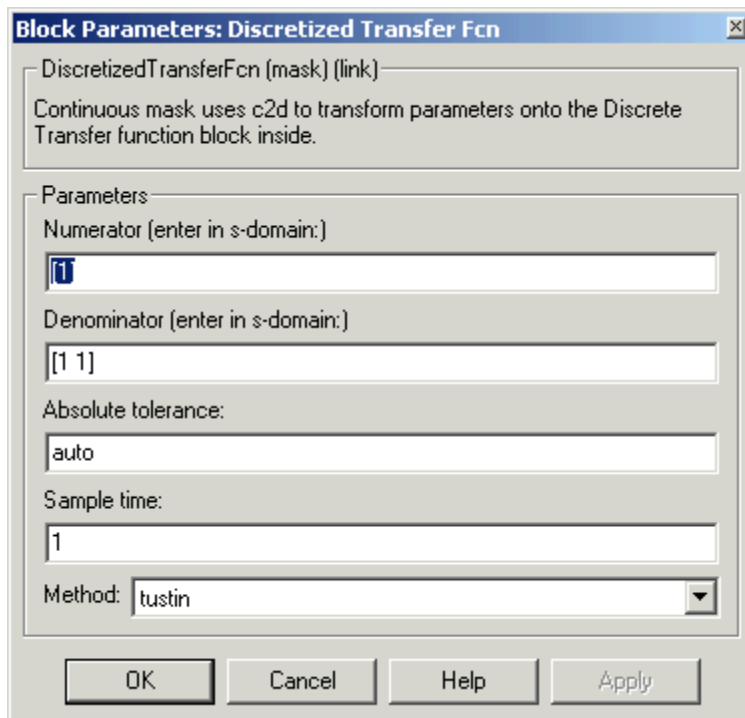 Block Parameters: Discretized Transfer Fcn
DiscretizedTransferFcn (mask) (link)
Continuous mask uses c2d to transform parameters onto the Discrete
Transfer function block inside.
Parameters
Numerator (enter in s-domain:)
[1]
Denominator (enter in s-domain:)
[1 1]
Absolute tolerance:
auto
Sample time:
1
Method: tustin
OK Cancel Help Apply